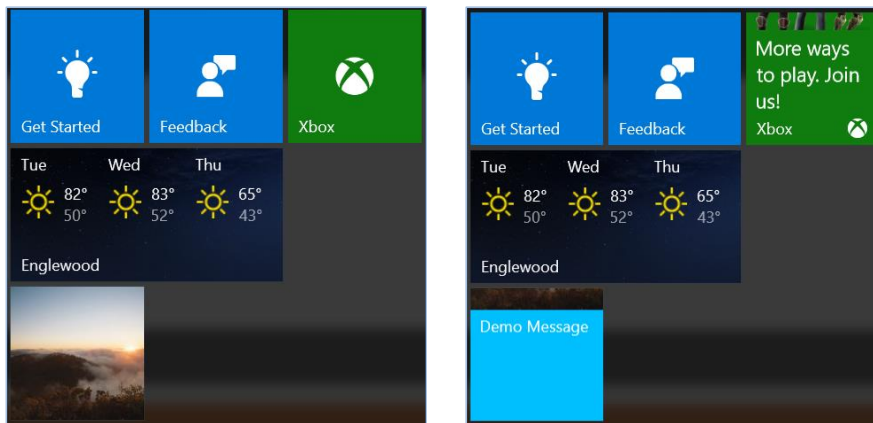 Get Started
Feedback
Xbox
Tue Wed Thu
82° 83° 65°
50° 52° 43°
Englewood
More ways
to play. Join
us!
Get Started
Feedback
Xbox
Tue Wed Thu
82° 83° 65°
50° 52° 43°
Englewood
Demo Message